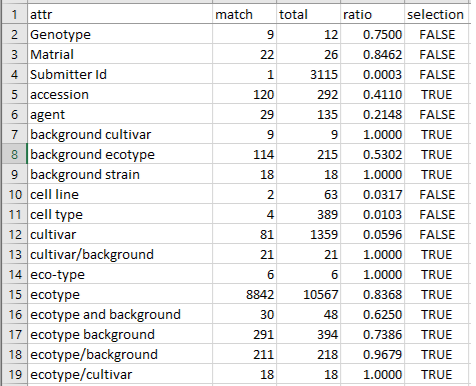 1 attr match total ratio selection
2 Genotype 9 12 0.7500 FALSE
3 Matrial 22 26 0.8462 FALSE
4 Submitter Id 1 3115 0.0003 FALSE
5 accession 120 292 0.4110 TRUE
6 agent 29 135 0.2148 FALSE
7 background cultivar 9 9 1.0000 TRUE
8 background ecotype 114 215 0.5302 TRUE
9 background strain 18 18 1.0000 TRUE
10 cell line 2 63 0.0317 FALSE
11 cell type 4 389 0.0103 FALSE
12 cultivar 81 1359 0.0596 FALSE
13 cultivar/background 21 21 1.0000 TRUE
14 eco-type 6 6 1.0000 TRUE
15 ecotype 8842 10567 0.8368 TRUE
16 ecotype and background 30 48 0.6250 TRUE
17 ecotype background 291 394 0.7386 TRUE
18 ecotype/background 211 218 0.9679 TRUE
19 ecotype/cultivar 18 18 1.0000 TRUE